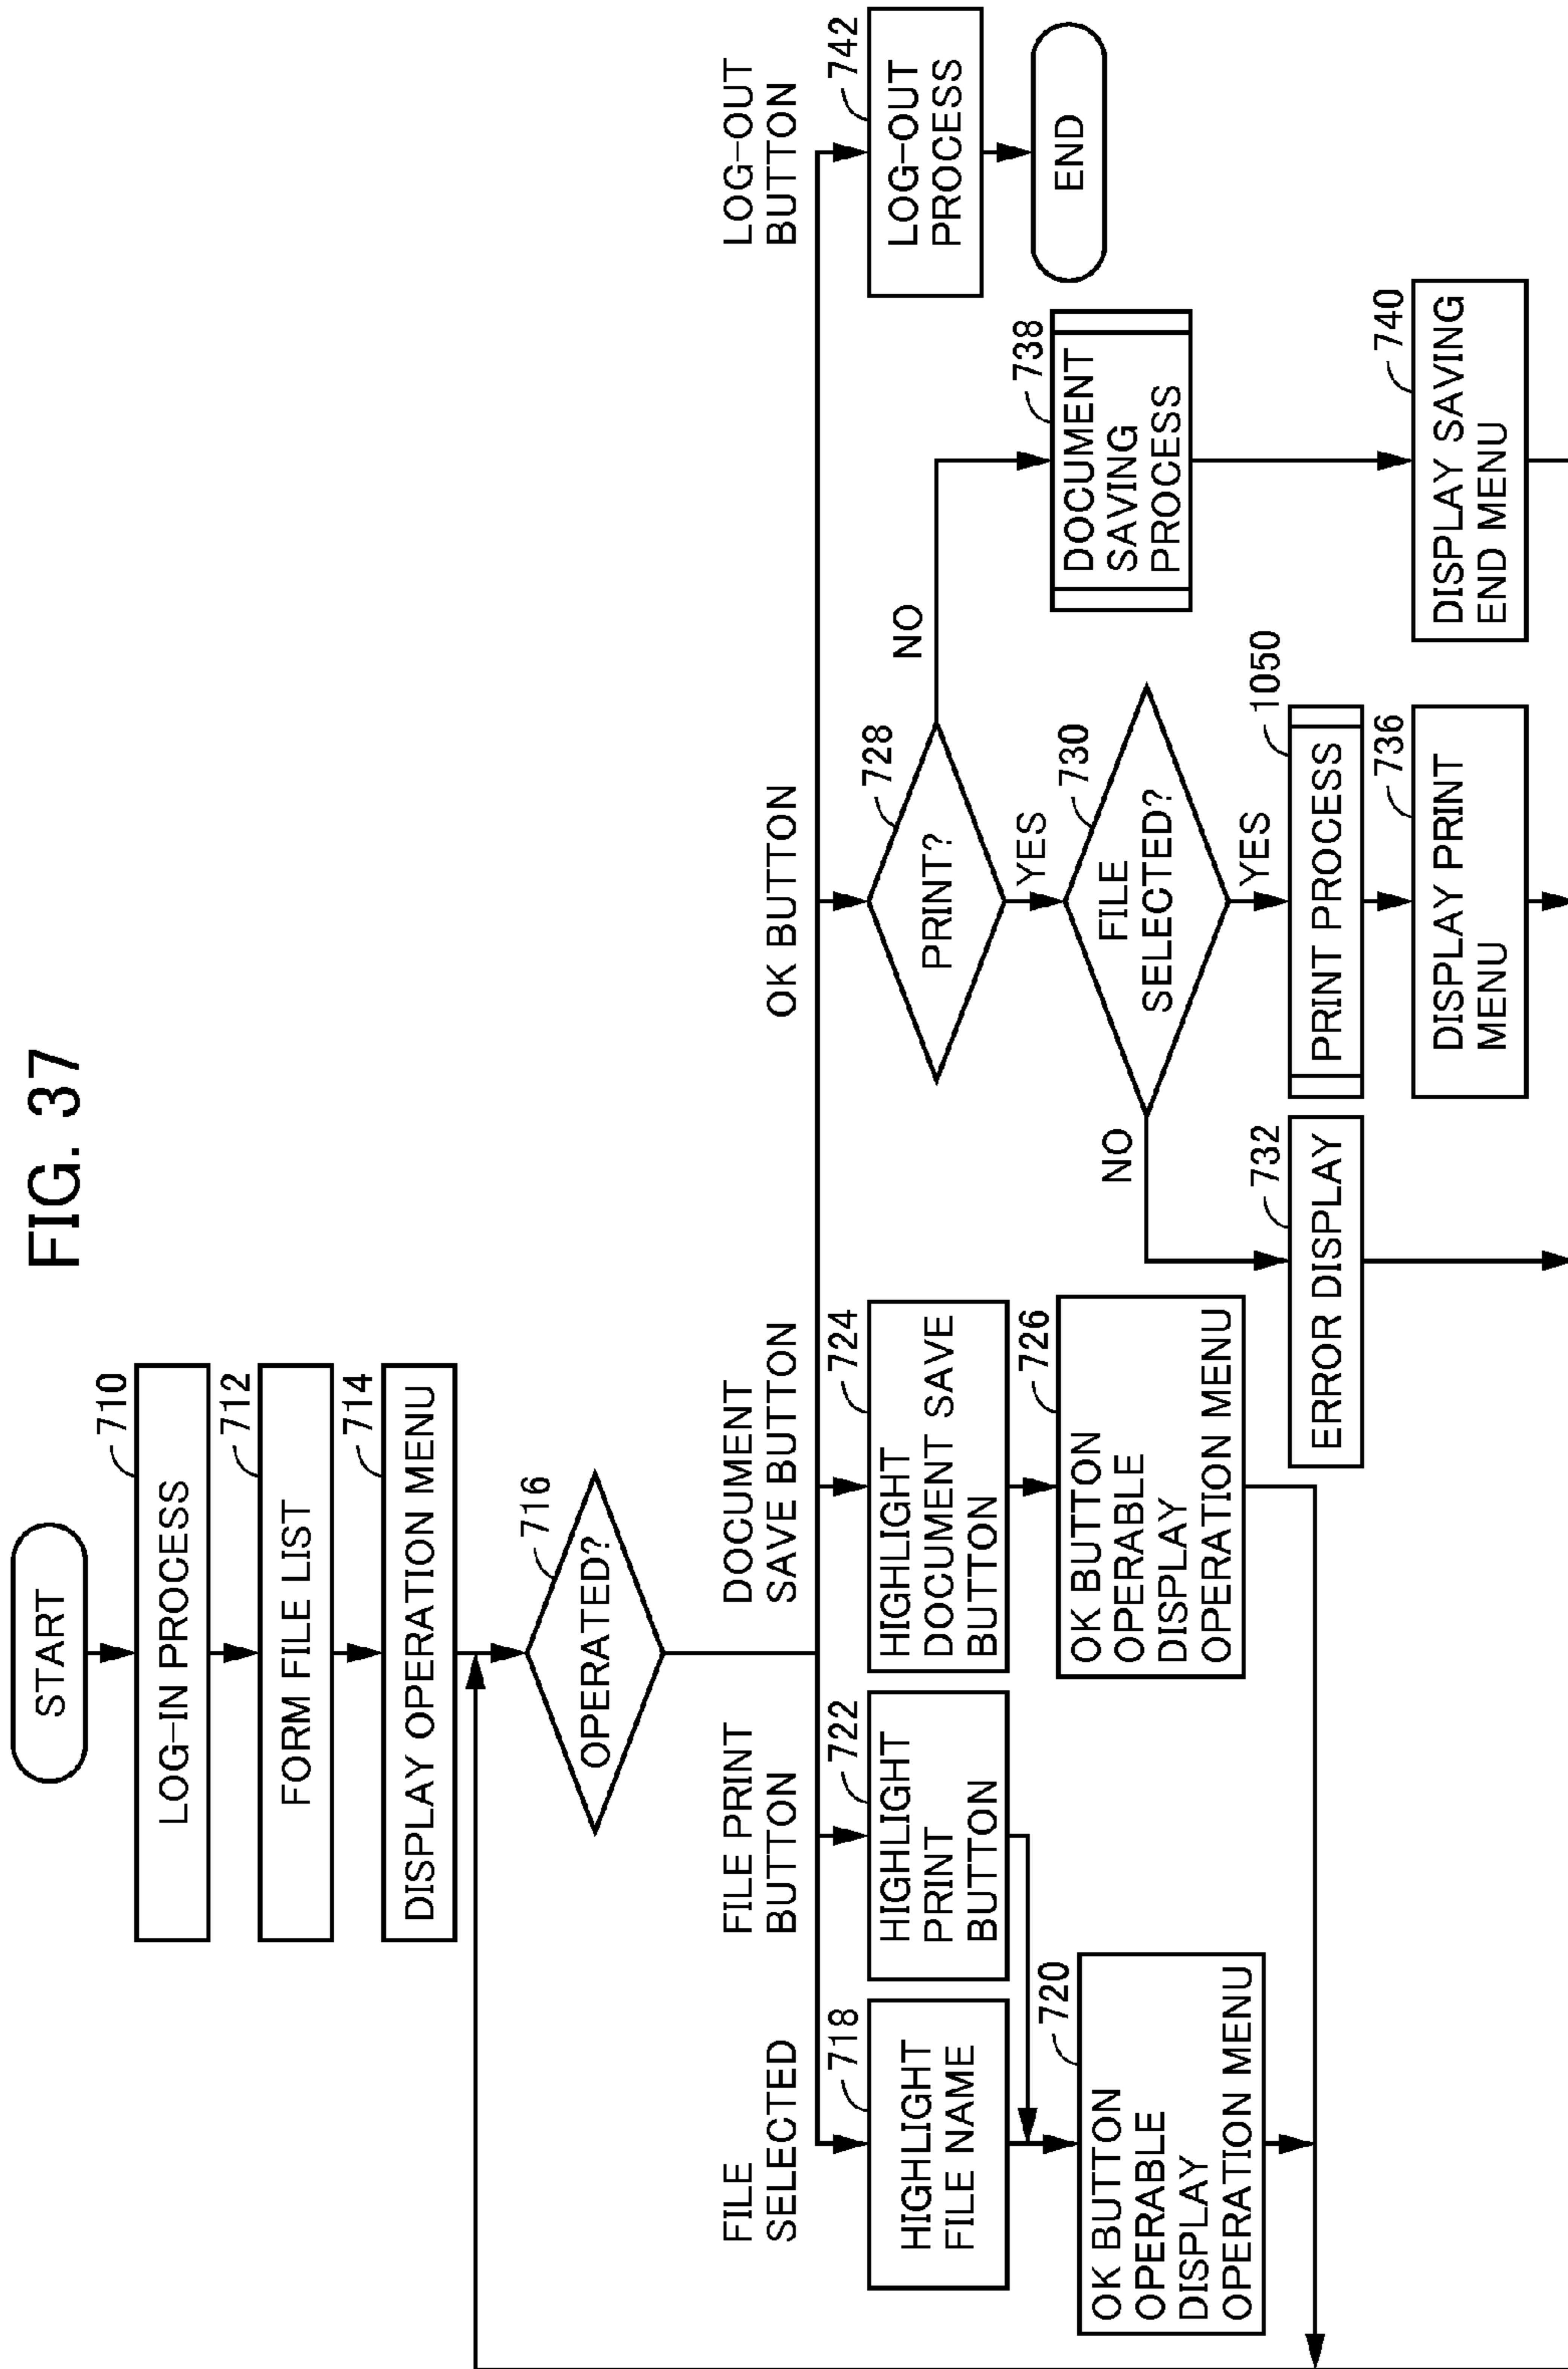 FIG. 37
START
710
LOG-IN PROCESS
712
FORM FILE LIST
714
DISPLAY OPERATION MENU
716
OPERATED?
FILE
SELECTED
FILE PRINT
BUTTON
DOCUMENT
SAVE BUTTON
OK BUTTON
LOG-OUT
BUTTON
718
HIGHLIGHT
FILE NAME
722
HIGHLIGHT
PRINT
BUTTON
724
HIGHLIGHT
DOCUMENT SAVE
BUTTON
728
PRINT?
NO
YES
742
LOG-OUT
PROCESS
END
720
OK BUTTON
OPERABLE
DISPLAY
OPERATION MENU
726
OK BUTTON
OPERABLE
DISPLAY
OPERATION MENU
730
FILE
SELECTED?
NO
YES
738
DOCUMENT
SAVING
PROCESS
732
ERROR DISPLAY
1050
PRINT PROCESS
736
DISPLAY PRINT
MENU
740
DISPLAY SAVING
END MENU